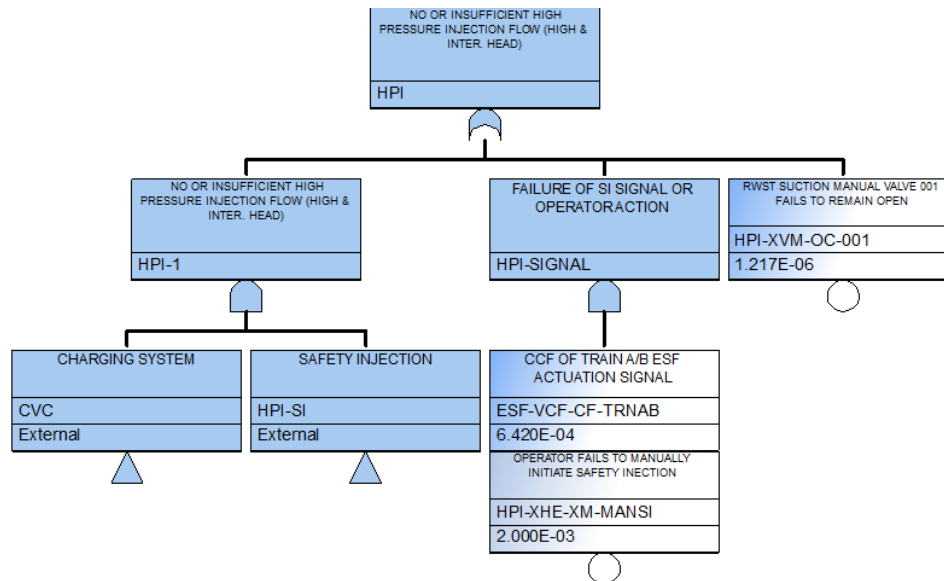 NO OR INSUFFICIENT HIGH
PRESSURE INJECTION FLOW (HIGH &
INTER. HEAD)
HPI
NO OR INSUFFICIENT HIGH
PRESSURE INJECTION FLOW (HIGH &
INTER. HEAD)
HPI-1
FAILURE OF SI SIGNAL OR
OPERATORACTION
HPI-SIGNAL
RWST SUCTION MANUAL VALVE 001
FAILS TO REMAIN OPEN
HPI-XVM-OC-001
1.217E-06
CHARGING SYSTEM
CVC
External
SAFETY INJECTION
HPI-SI
External
CCF OF TRAIN A/B ESF
ACTUATION SIGNAL
ESF-VCF-CF-TRNAB
6.420E-04
OPERATOR FAILS TO MANUALLY
INITIATE SAFETY INECTION
HPI-XHE-XM-MANSI
2.000E-03